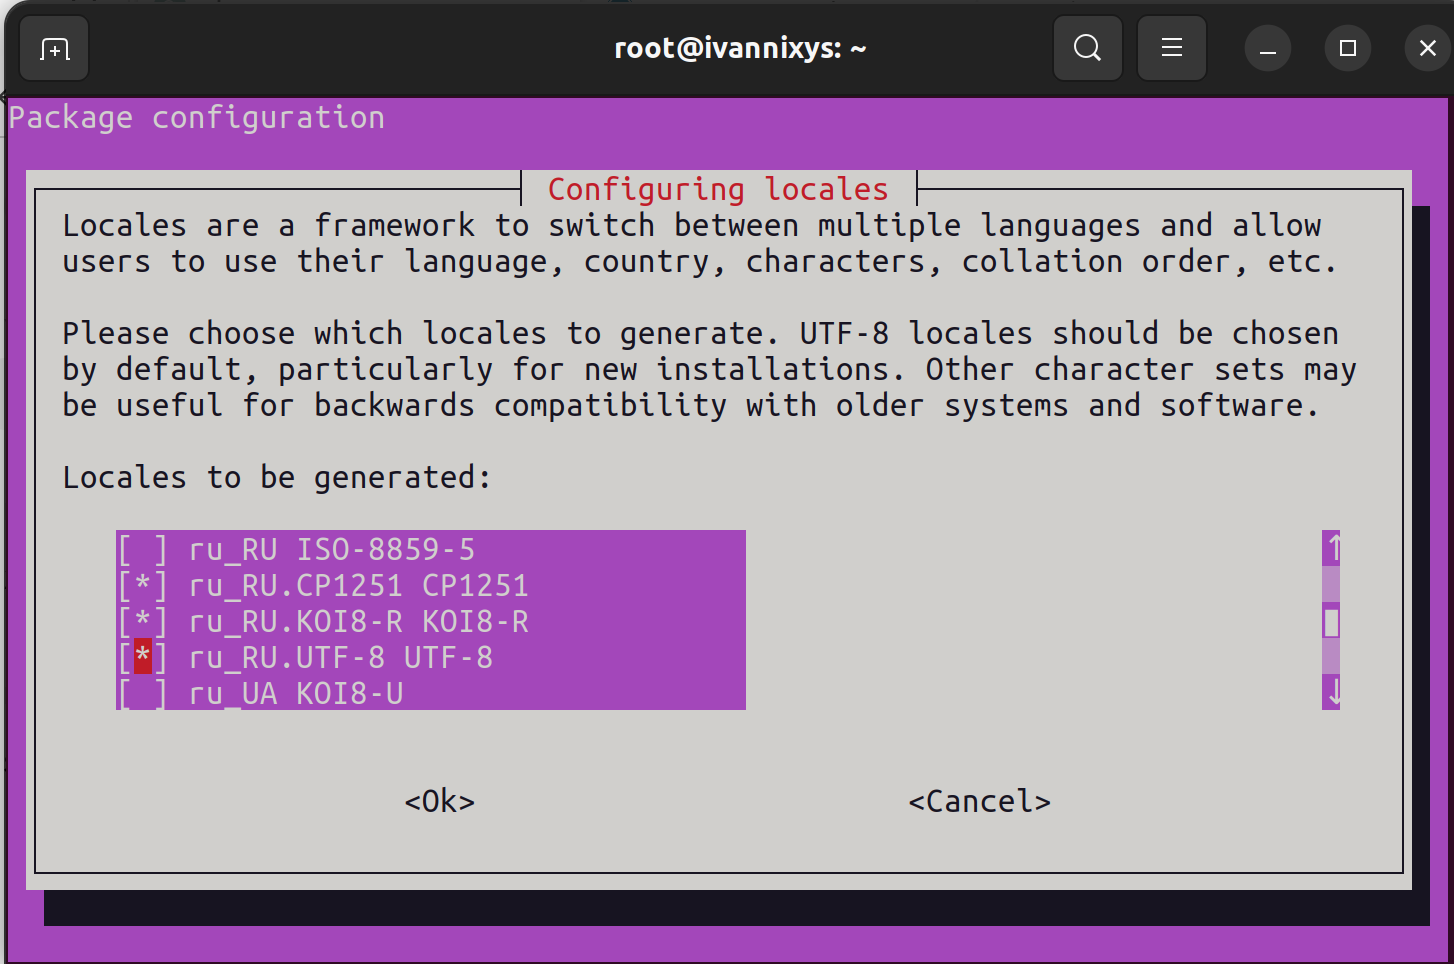 root@ivannixys: ~
Package configuration
Configuring locales
Locales are a framework to switch between multiple languages and allow
users to use their language, country, characters, collation order, etc.
Please choose which locales to generate. UTF-8 locales should be chosen
by default, particularly for new installations. Other character sets may
be useful for backwards compatibility with older systems and software.
Locales to be generated:
[ ] ru_RU ISO-8859-5
[*] ru_RU.CP1251 CP1251
[*] ru_RU.KOI8-R KOI8-R
[*] ru_RU.UTF-8 UTF-8
[ ] ru_UA KOI8-U
<Ok> <Cancel>